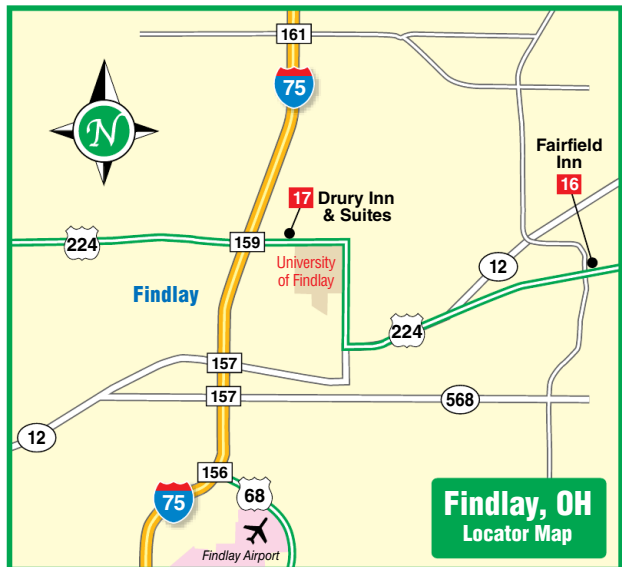 161
75
N
Fairfield
Inn
16
17 Drury Inn
& Suites
224
159
University
of Findlay
12
Findlay
224
157
157
568
12
156
75
68
Findlay Airport
Findlay, OH
Locator Map